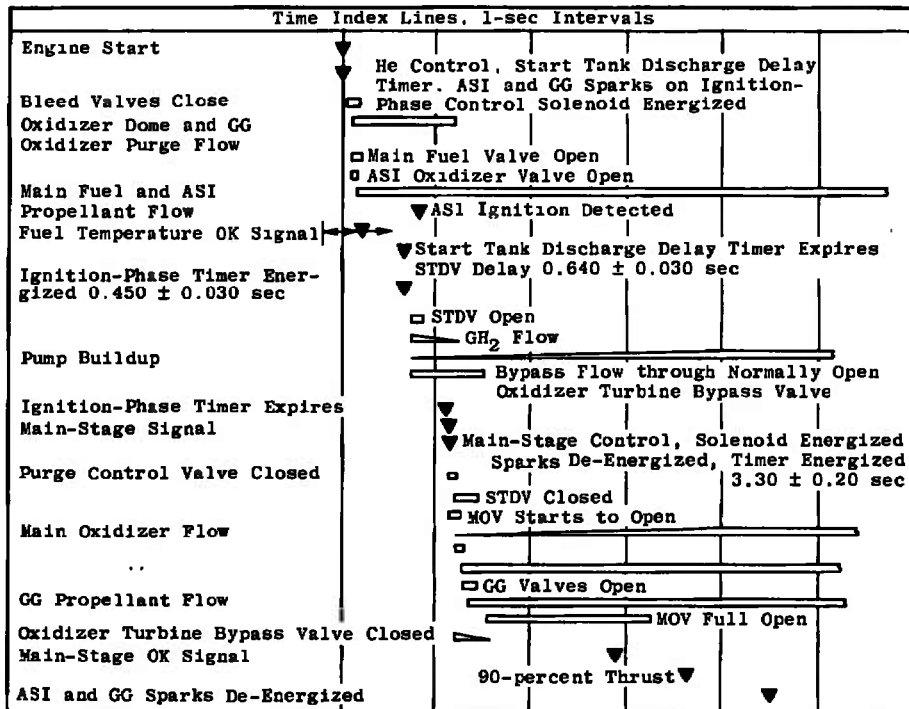 Time Index Lines, 1-sec Intervals
Engine Start
He Control, Start Tank Discharge Delay
Timer. ASI and GG Sparks on Ignition-
Bleed Valves Close
Phase Control Solenoid Energized
Oxidizer Dome and GG
Oxidizer Purge Flow
Main Fuel Valve Open
ASI Oxidizer Valve Open
Main Fuel and ASI
Propellant Flow
ASI Ignition Detected
Fuel Temperature OK Signal
Start Tank Discharge Delay Timer Expires
STDV Delay 0.640 ± 0.030 sec
Ignition-Phase Timer Ener-
gized 0.450 ± 0.030 sec
STDV Open
GH2 Flow
Pump Buildup
Bypass Flow through Normally Open
Oxidizer Turbine Bypass Valve
Ignition-Phase Timer Expires
Main-Stage Signal
Main-Stage Control, Solenoid Energized
Sparks De-Energized, Timer Energized
Purge Control Valve Closed
3.30 ± 0.20 sec
STDV Closed
MOV Starts to Open
Main Oxidizer Flow
GG Valves Open
GG Propellant Flow
MOV Full Open
Oxidizer Turbine Bypass Valve Closed
Main-Stage OK Signal
90-percent Thrust
ASI and GG Sparks De-Energized